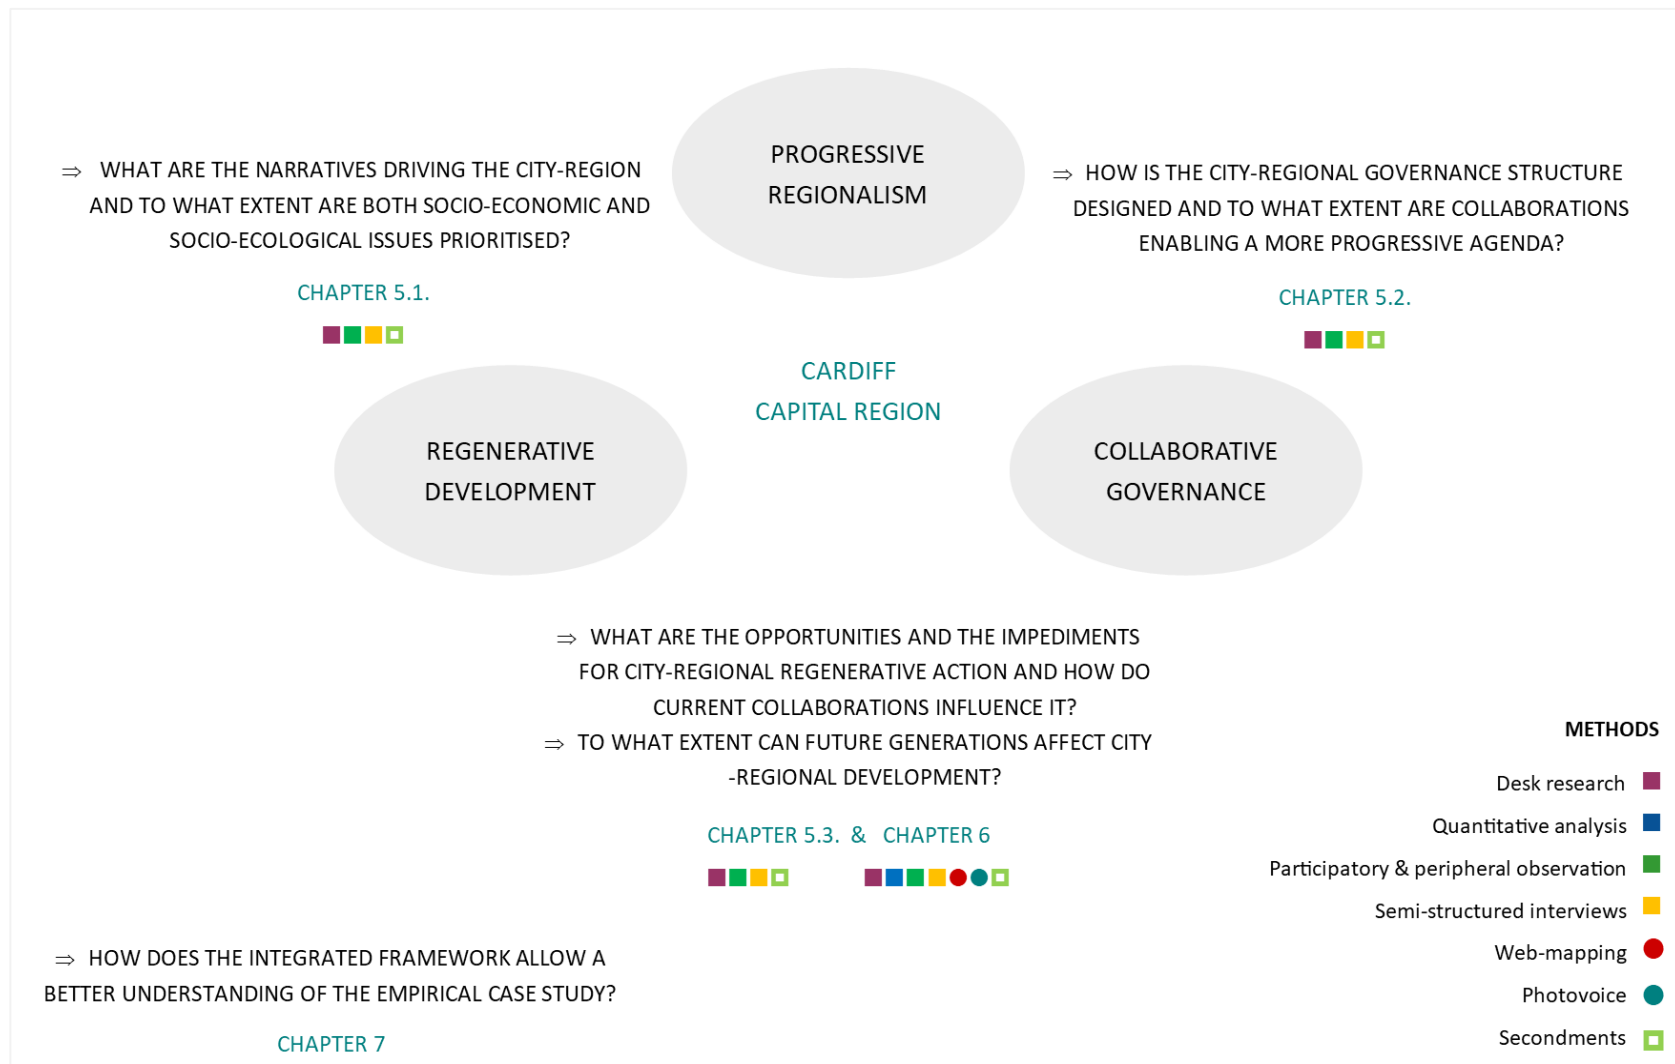 PROGRESSIVE
REGIONALISM
⇒ WHAT ARE THE NARRATIVES DRIVING THE CITY-REGION
AND TO WHAT EXTENT ARE BOTH SOCIO-ECONOMIC AND
SOCIO-ECOLOGICAL ISSUES PRIORITISED?
CHAPTER 5.1.
⇒ HOW IS THE CITY-REGIONAL GOVERNANCE STRUCTURE
DESIGNED AND TO WHAT EXTENT ARE COLLABORATIONS
ENABLING A MORE PROGRESSIVE AGENDA?
CHAPTER 5.2.
CARDIFF
CAPITAL REGION
REGENERATIVE
DEVELOPMENT
COLLABORATIVE
GOVERNANCE
⇒ WHAT ARE THE OPPORTUNITIES AND THE IMPEDIMENTS
FOR CITY-REGIONAL REGENERATIVE ACTION AND HOW DO
CURRENT COLLABORATIONS INFLUENCE IT?
⇒ TO WHAT EXTENT CAN FUTURE GENERATIONS AFFECT CITY
-REGIONAL DEVELOPMENT?
CHAPTER 5.3. & CHAPTER 6
⇒ HOW DOES THE INTEGRATED FRAMEWORK ALLOW A
BETTER UNDERSTANDING OF THE EMPIRICAL CASE STUDY?
CHAPTER 7
METHODS
Desk research
Quantitative analysis
Participatory & peripheral observation
Semi-structured interviews
Web-mapping
Photovoice
Secondments